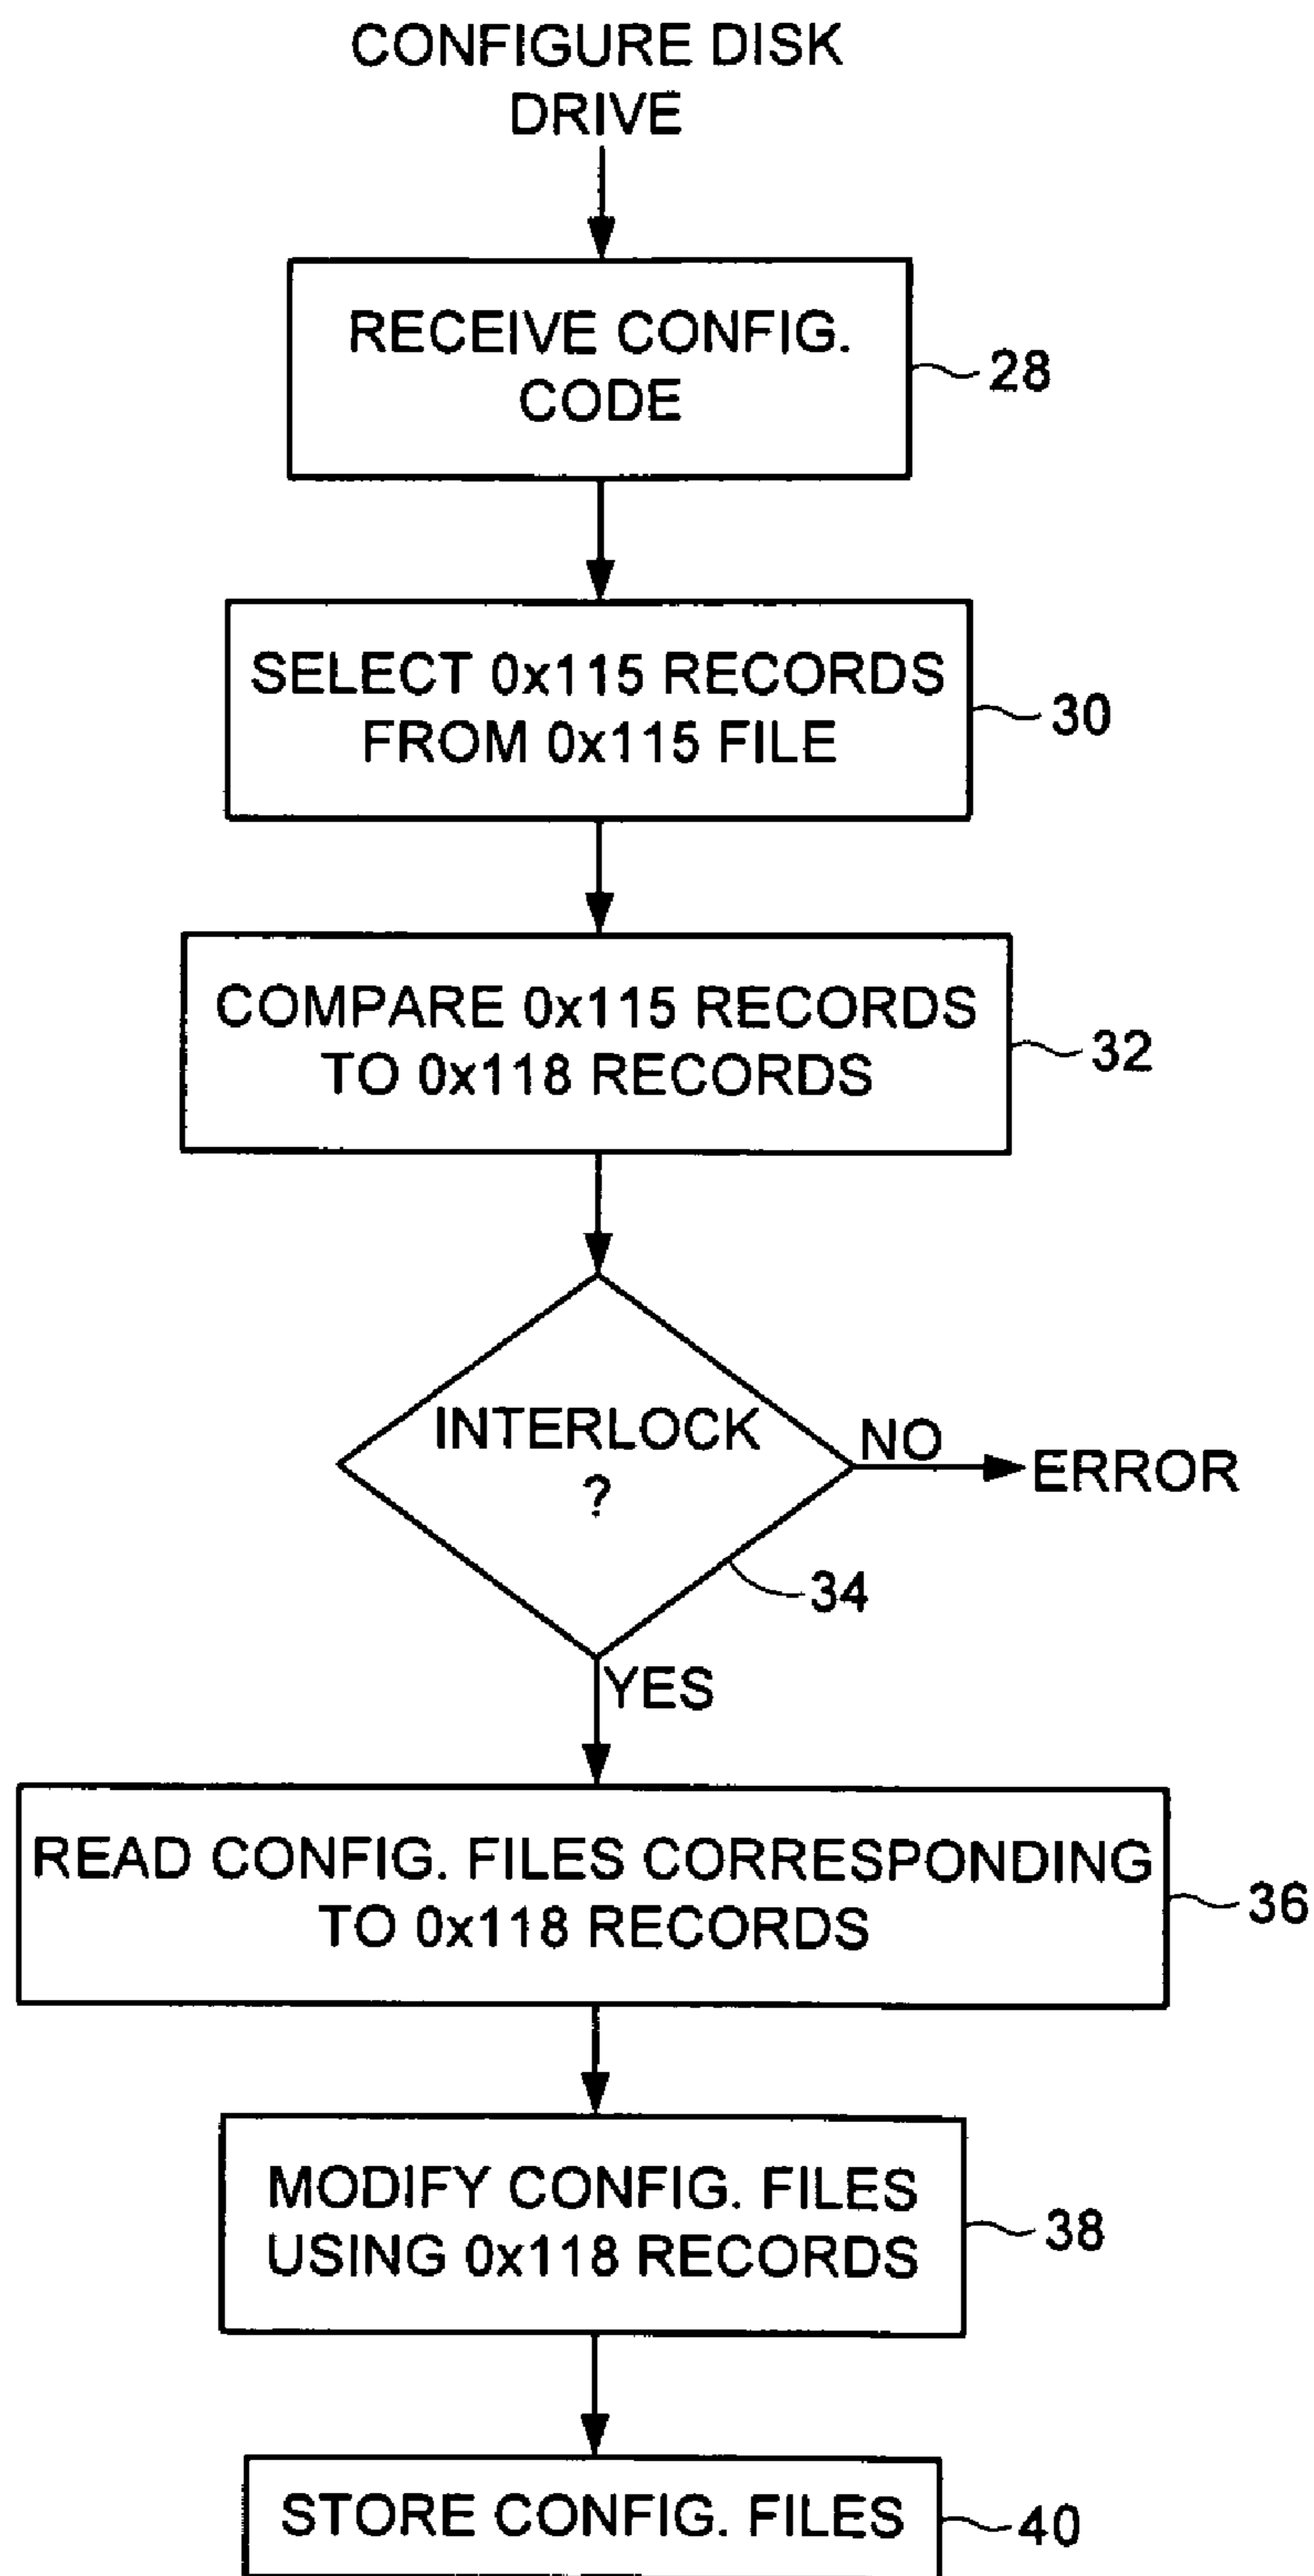 CONFIGURE DISK
DRIVE
RECEIVE CONFIG.
CODE
28
SELECT 0x115 RECORDS
FROM 0x115 FILE
30
COMPARE 0x115 RECORDS
TO 0x118 RECORDS
32
INTERLOCK
?
NO
ERROR
34
YES
READ CONFIG. FILES CORRESPONDING
TO 0x118 RECORDS
36
MODIFY CONFIG. FILES
USING 0x118 RECORDS
38
STORE CONFIG. FILES
40